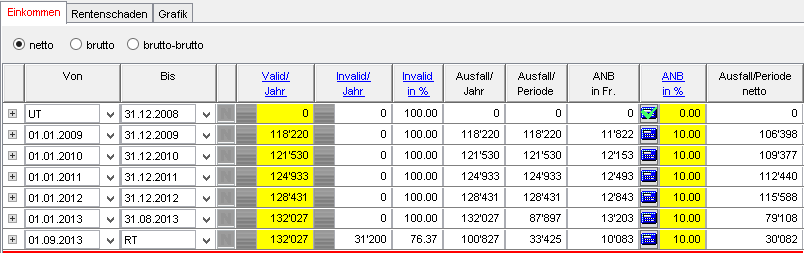 Einkommen Rentenschaden Grafik
netto brutto brutto-brutto
Von Bis Valid/ Jahr Invalid/ Jahr Invalid in % Ausfall/ Jahr Ausfall/ Periode ANB in Fr. ANB in % Ausfall/Periode netto
UT 31.12.2008 N 0 0 100.00 0 0 0 0.00 0
01.01.2009 31.12.2009 N 118'220 0 100.00 118'220 118'220 11'822 10.00 106'398
01.01.2010 31.12.2010 N 121'530 0 100.00 121'530 121'530 12'153 10.00 109'377
01.01.2011 31.12.2011 N 124'933 0 100.00 124'933 124'933 12'493 10.00 112'440
01.01.2012 31.12.2012 N 128'431 0 100.00 128'431 128'431 12'843 10.00 115'588
01.01.2013 31.08.2013 N 132'027 0 100.00 132'027 87'897 13'203 10.00 79'108
01.09.2013 RT N 132'027 31'200 76.37 100'827 33'425 10'083 10.00 30'082